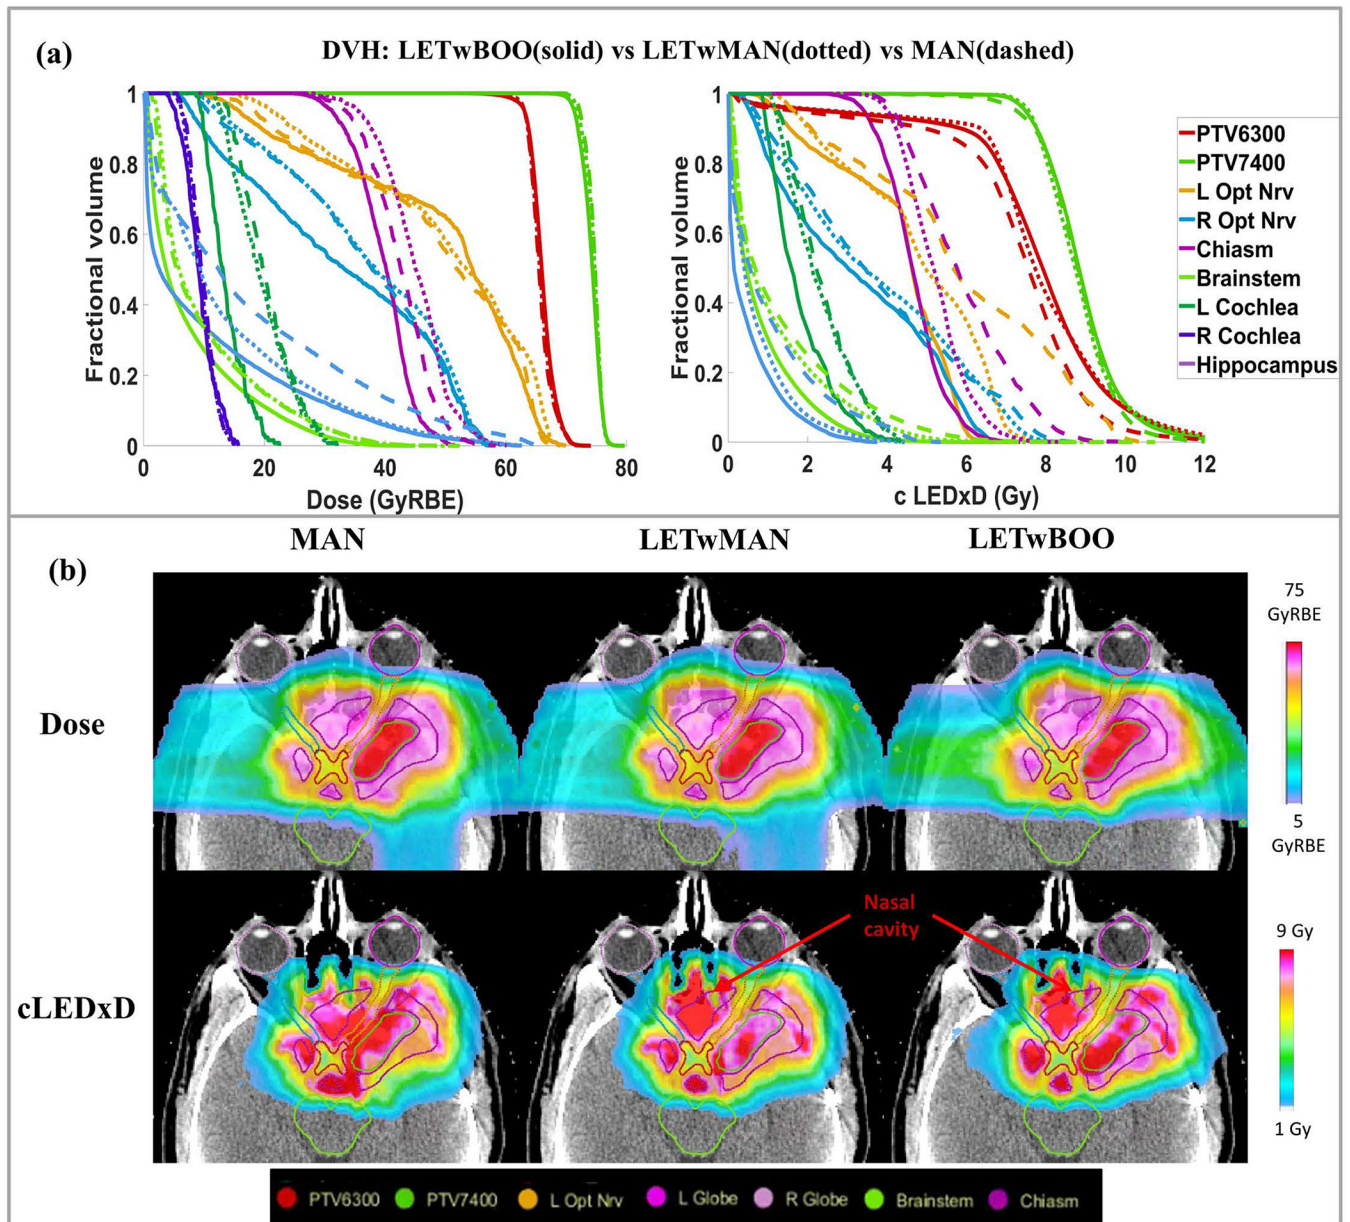 (a)
DVH: LETwBOO(solid) vs LETwMAN(dotted) vs MAN(dashed)
1
0.8
0.6
0.4
0.2
0
Fractional volume
0 20 40 60 80
Dose (GyRBE)
1
0.8
0.6
0.4
0.2
0
Fractional volume
0 2 4 6 8 10 12
c LEDxD (Gy)
PTV6300
PTV7400
L Opt Nrv
R Opt Nrv
Chiasm
Brainstem
L Cochlea
R Cochlea
Hippocampus
(b)
MAN LETwMAN LETwBOO
Dose
75
GyRBE
5
GyRBE
cLEDxD
Nasal
cavity
9 Gy
1 Gy
PTV6300 PTV7400 L Opt Nrv L Globe R Globe Brainstem Chiasm